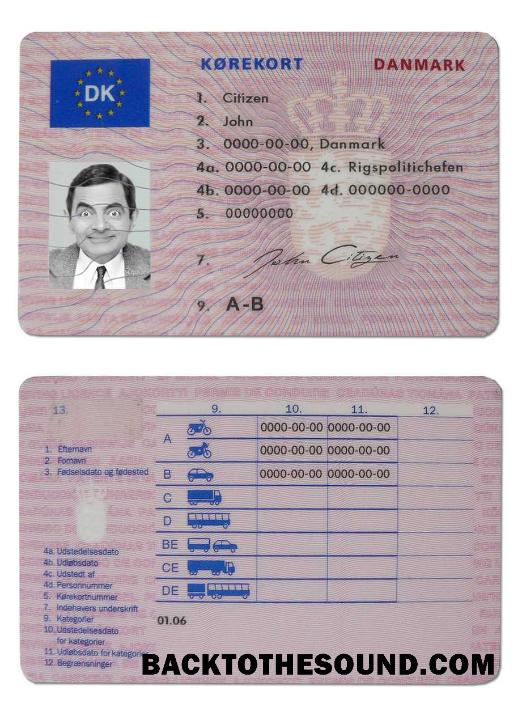 DK
KØREKORT DANMARK
1. Citizen
2. John
3. 0000-00-00, Danmark
4a. 0000-00-00 4c. Rigspolitichefen
4b. 0000-00-00 4d. 000000-0000
5. 00000000
7. John Citizen
9. A-B
13.
9. 10. 11. 12.
A 0000-00-00 0000-00-00
0000-00-00 0000-00-00
B 0000-00-00 0000-00-00
C
D
BE
CE
DE
1. Efternavn
2. Fornavn
3. Fødselsdato og fødested
4a. Udstedelsesdato
4b. Udløbsdato
4c. Udstedt af
4d. Personnummer
5. Kørekortnummer
7. Indehavers underskrift
9. Kategorier
10. Udstedelsesdato
for kategorier
11. Udløbsdato for kategorier
12. Begrænsninger
01.06
BACKTOTHESOUND.COM